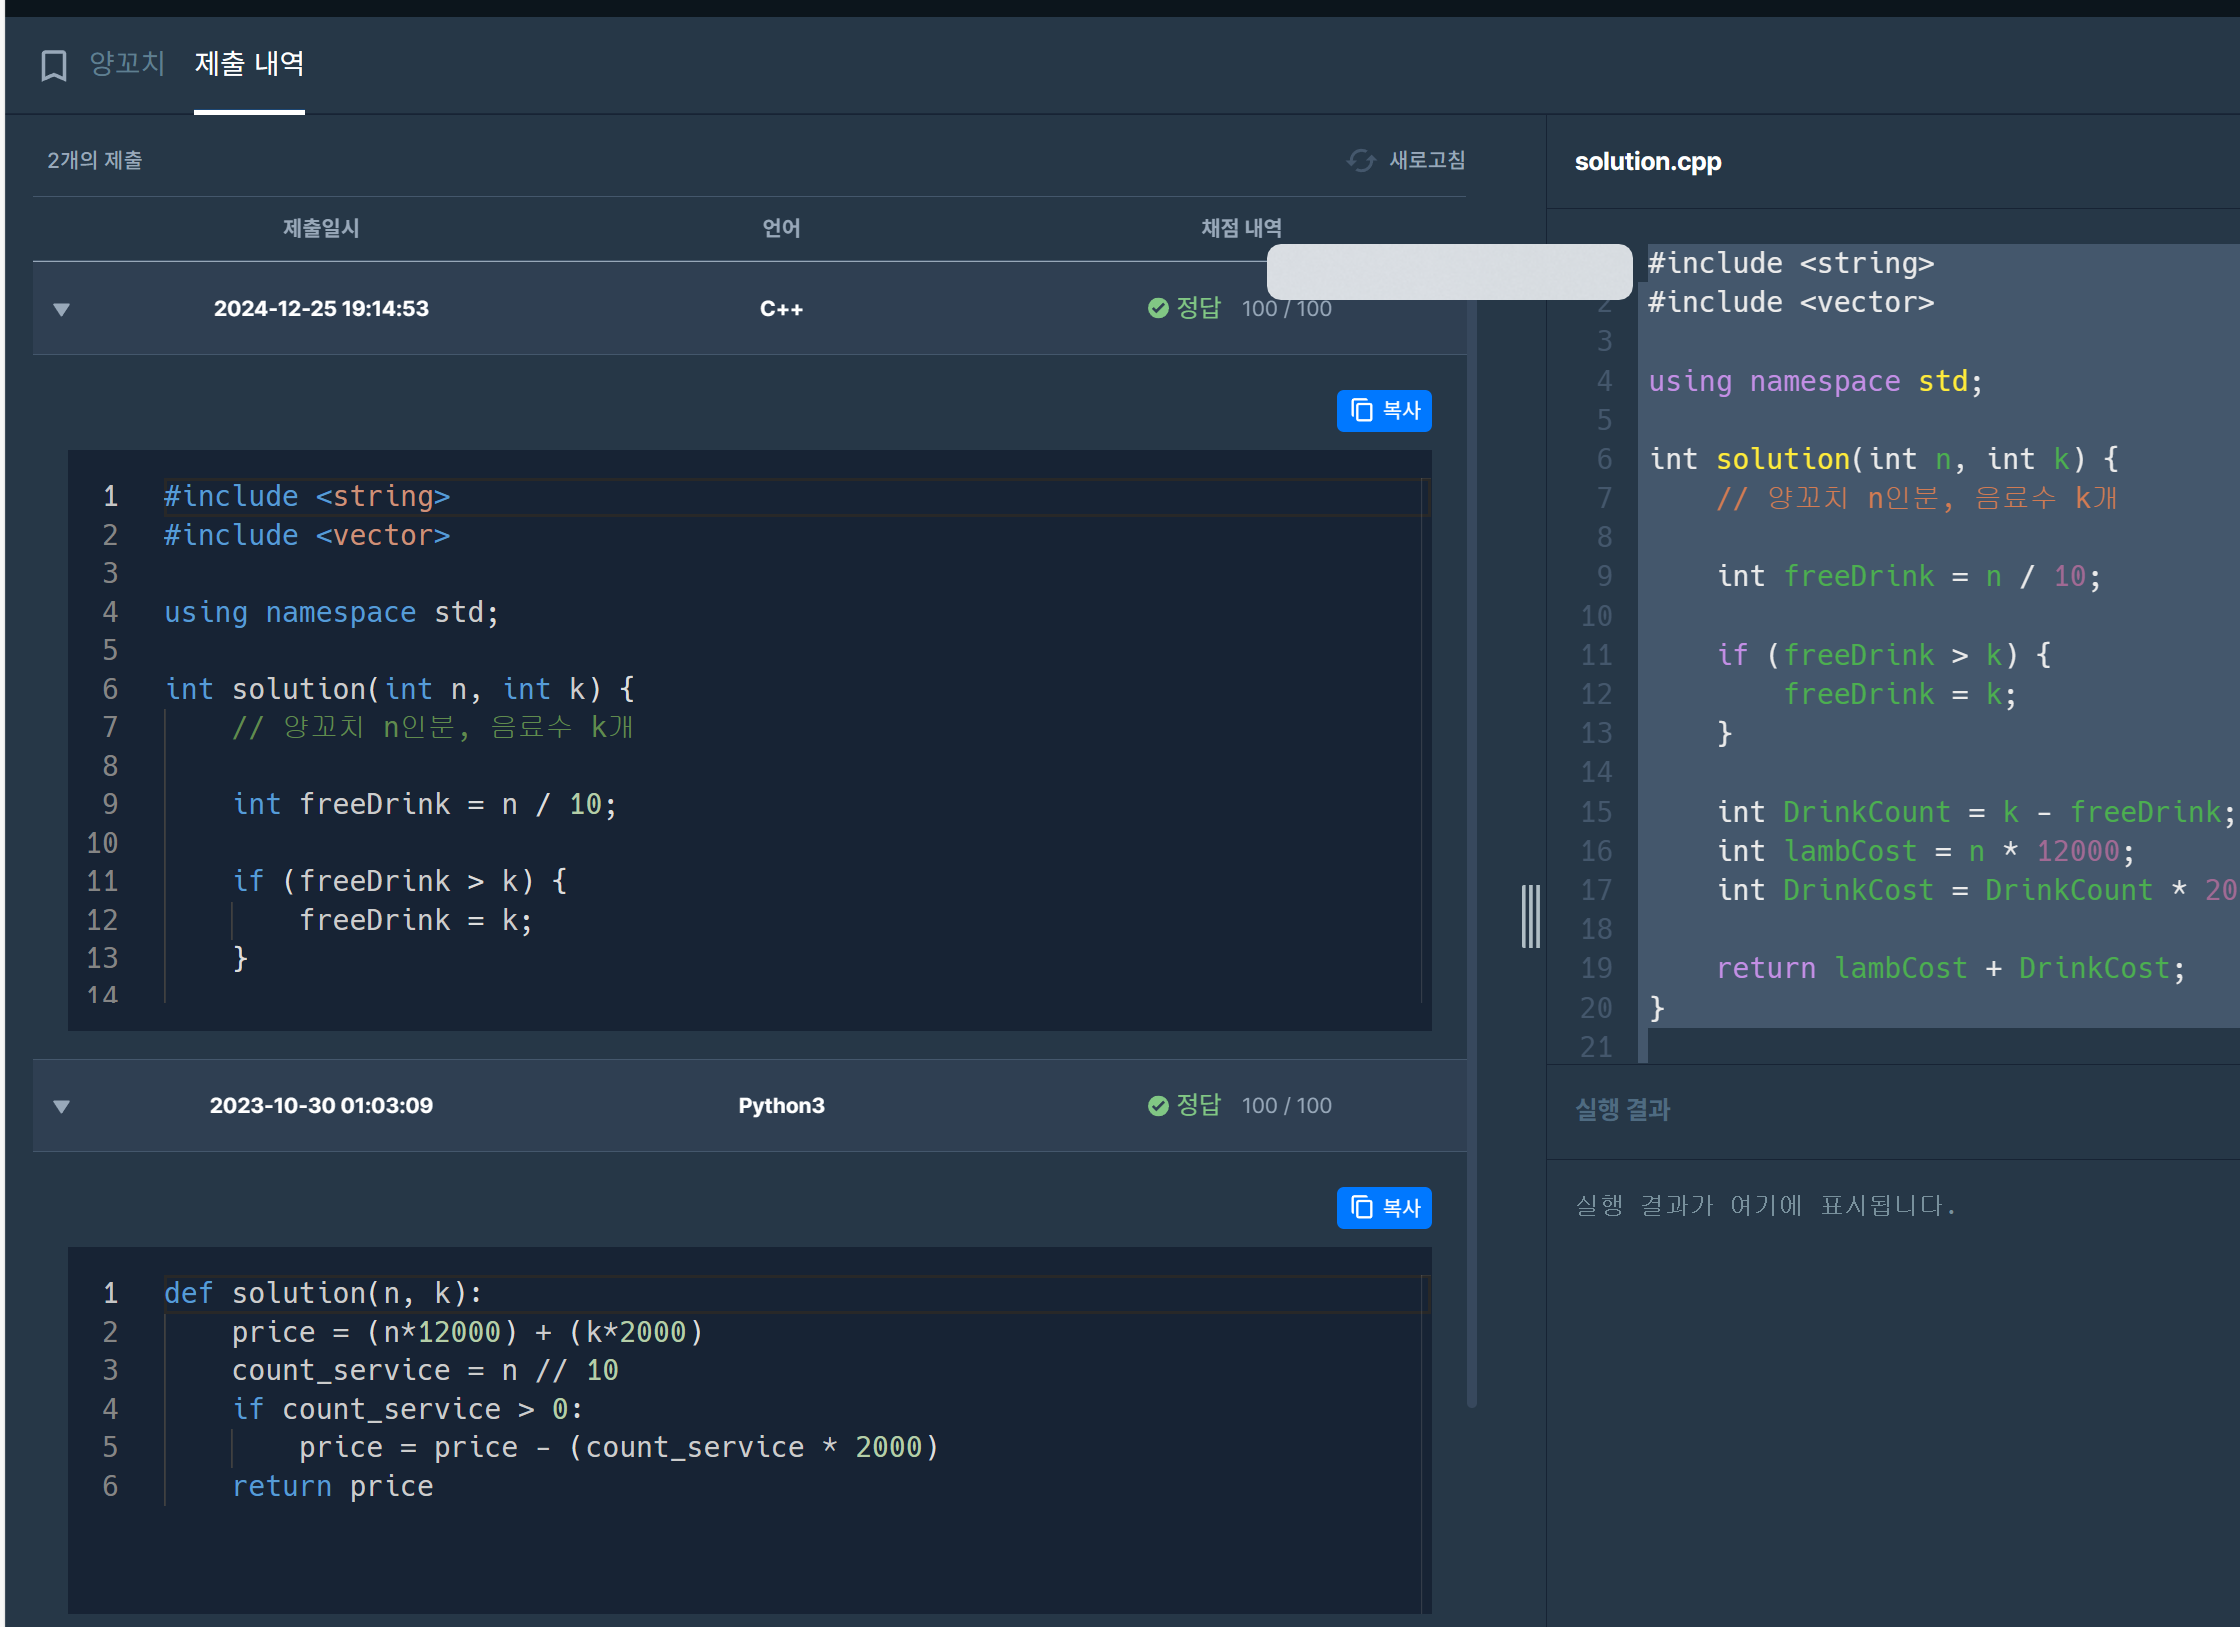 양꼬치 제출 내역
2개의 제출 새로고침
제출일시 언어 채점 내역
2024-12-25 19:14:53 C++ 정답 100 / 100
복사
1 #include <string>
2 #include <vector>
3
4 using namespace std;
5
6 int solution(int n, int k) {
7 // 양꼬치 n인분, 음료수 k개
8
9 int freeDrink = n / 10;
10
11 if (freeDrink > k) {
12 freeDrink = k;
13 }
14
2023-10-30 01:03:09 Python3 정답 100 / 100
복사
1 def solution(n, k):
2 price = (n*12000) + (k*2000)
3 count_service = n // 10
4 if count_service > 0:
5 price = price - (count_service * 2000)
6 return price
solution.cpp
#include <string>
2 #include <vector>
3
4 using namespace std;
5
6 int solution(int n, int k) {
7 // 양꼬치 n인분, 음료수 k개
8
9 int freeDrink = n / 10;
10
11 if (freeDrink > k) {
12 freeDrink = k;
13 }
14
15 int DrinkCount = k - freeDrink;
16 int lambCost = n * 12000;
17 int DrinkCost = DrinkCount * 20
18
19 return lambCost + DrinkCost;
20 }
21
실행 결과
실행 결과가 여기에 표시됩니다.